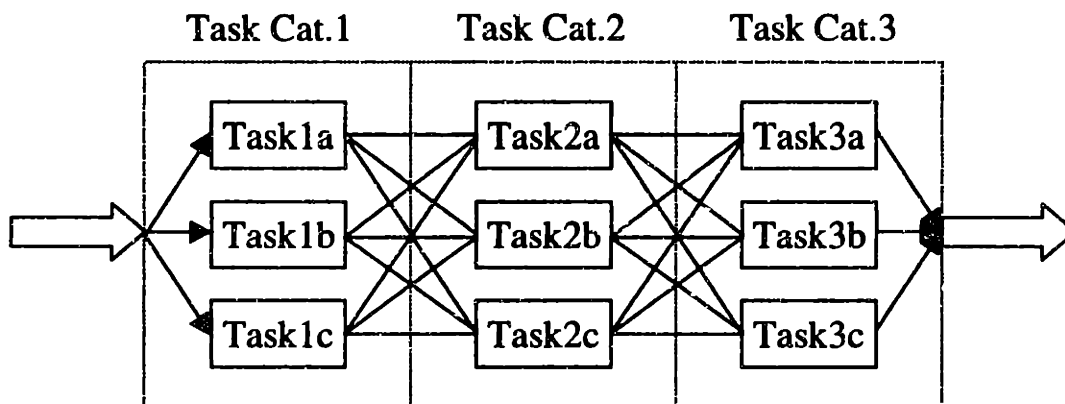 Task Cat.1 Task Cat.2 Task Cat.3
Task1a Task2a Task3a
Task1b Task2b Task3b
Task1c Task2c Task3c